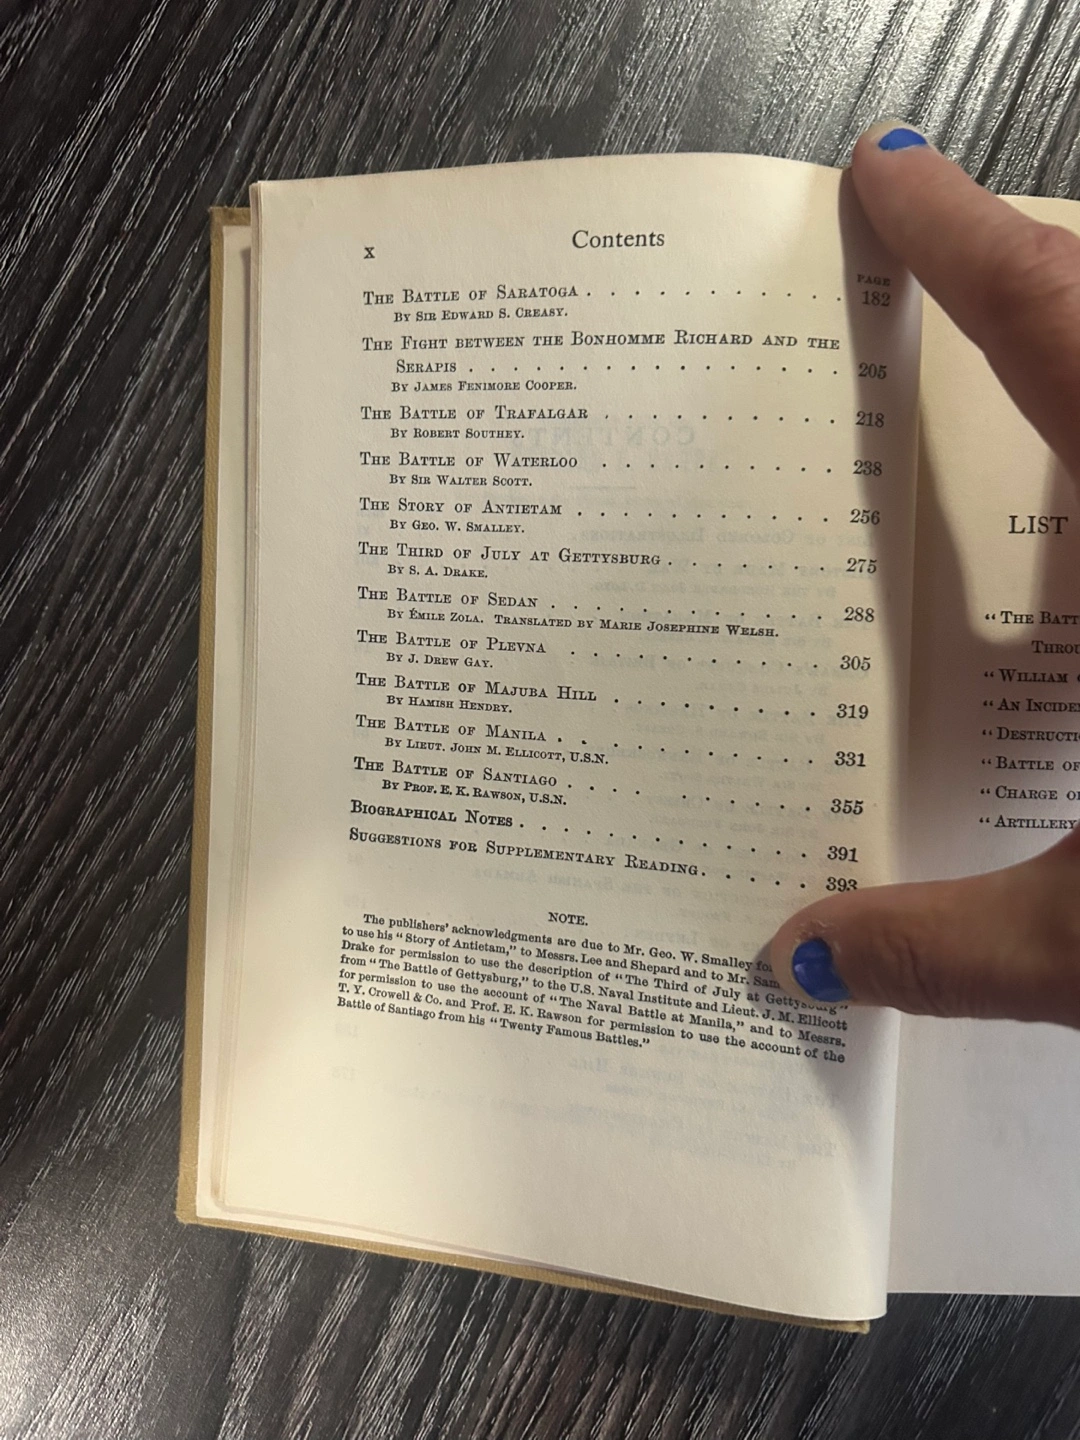 x Contents
PAGE
THE BATTLE OF SARATOGA . . . . . . . . . . . 182
BY SIR EDWARD S. CREASY.
THE FIGHT BETWEEN THE BONHOMME RICHARD AND THE
SERAPIS . . . . . . . . . . . . . . . . 205
BY JAMES FENIMORE COOPER.
THE BATTLE OF TRAFALGAR . . . . . . . . . . 218
BY ROBERT SOUTHEY.
THE BATTLE OF WATERLOO . . . . . . . . . . 238
BY SIR WALTER SCOTT.
THE STORY OF ANTIETAM . . . . . . . . . . . 256
BY GEO. W. SMALLEY.
THE THIRD OF JULY AT GETTYSBURG . . . . . . . 275
BY S. A. DRAKE.
THE BATTLE OF SEDAN . . . . . . . . . . . . 288
BY ÉMILE ZOLA. TRANSLATED BY MARIE JOSEPHINE WELSH.
THE BATTLE OF PLEVNA . . . . . . . . . . . 305
BY J. DREW GAY.
THE BATTLE OF MAJUBA HILL . . . . . . . . . 319
BY HAMISH HENDRY.
THE BATTLE OF MANILA . . . . . . . . . . . 331
BY LIEUT. JOHN M. ELLICOTT, U.S.N.
THE BATTLE OF SANTIAGO . . . . . . . . . . 355
BY PROF. E. K. RAWSON, U.S.N.
BIOGRAPHICAL NOTES . . . . . . . . . . . . 391
SUGGESTIONS FOR SUPPLEMENTARY READING . . . . . 393
NOTE.
The publishers' acknowledgments are due to Mr. Geo. W. Smalley
to use his "Story of Antietam," to Messrs. Lee and Shepard and to Mr.
Drake for permission to use the description of "The Third of July at Gettysburg"
from "The Battle of Gettysburg," to the U.S. Naval Institute and Lieut. J. M. Ellicott
for permission to use the account of "The Naval Battle at Manila," and to Messrs.
T. Y. Crowell & Co. and Prof. E. K. Rawson for permission to use the account of the
Battle of Santiago from his "Twenty Famous Battles."
LIST
"THE
"WILLIAM
"AN
"BATTLE OF
"CHARGE
"ARTILLERY